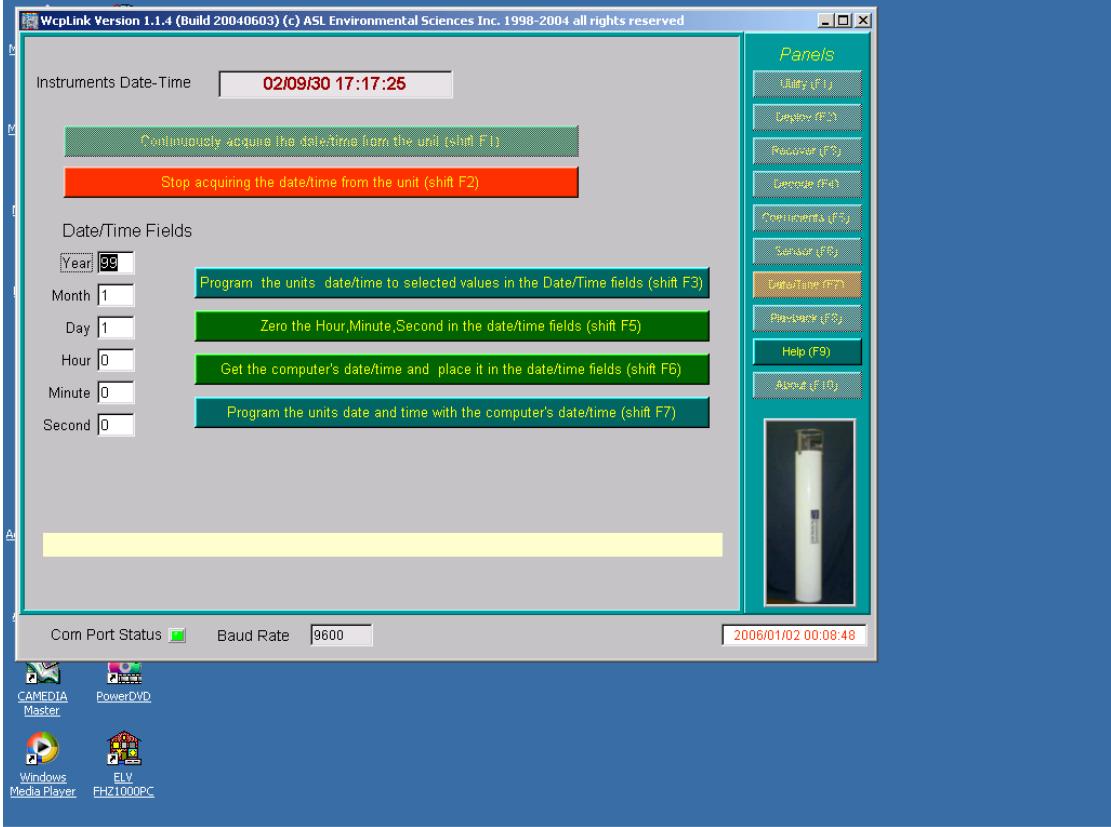 WcpLink Version 1.1.4 (Build 20040603) (c) ASL Environmental Sciences Inc. 1998-2004 all rights reserved
Instruments Date-Time 02/09/30 17:17:25
Continuously acquire the date/time from the unit (shift F1)
Stop acquiring the date/time from the unit (shift F2)
Date/Time Fields
Year 99
Month 1
Day 1
Hour 0
Minute 0
Second 0
Program the units date/time to selected values in the Date/Time fields (shift F3)
Zero the Hour,Minute,Second in the date/time fields (shift F5)
Get the computer's date/time and place it in the date/time fields (shift F6)
Program the units date and time with the computer's date/time (shift F7)
Panels
Utility (F1)
Deploy (F2)
Recover (F3)
Decode (F4)
Comments (F5)
Sensor (F6)
Date/Time (F7)
Playback (F8)
Help (F9)
About (F10)
Com Port Status
Baud Rate 9600
2006/01/02 00:08:48
CAMEDIA
Master
PowerDVD
Windows
Media Player
ELV
FHZ1000PC